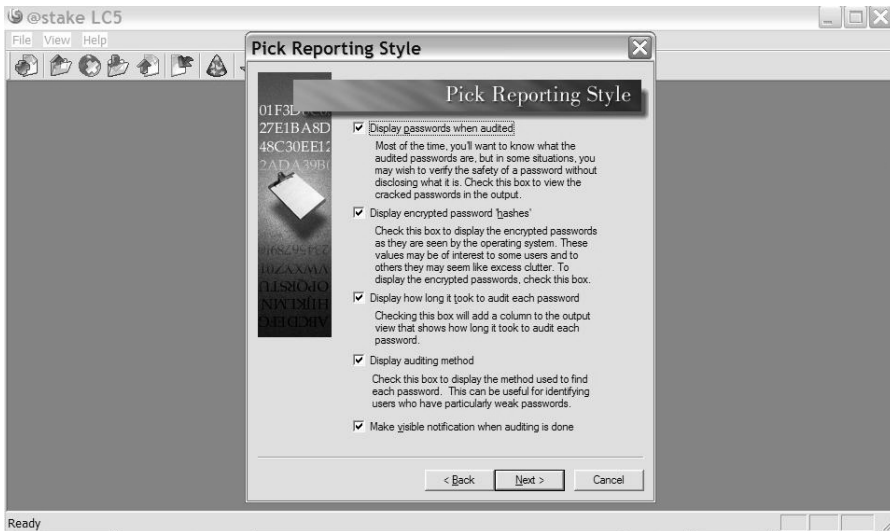 @stake LC5
File View Help
Pick Reporting Style
Pick Reporting Style
01F3D
27E1BA8D
48C30EE12
2ADA39B
Display passwords when audited
Most of the time, you'll want to know what the
audited passwords are, but in some situations, you
may wish to verify the safety of a password without
disclosing what it is. Check this box to view the
cracked passwords in the output.
Display encrypted password 'hashes'
Check this box to display the encrypted passwords
as they are seen by the operating system. These
values may be of interest to some users and to
others they may seem like excess clutter. To
display the encrypted passwords, check this box.
Display how long it took to audit each password
Checking this box will add a column to the output
view that shows how long it took to audit each
password.
Display auditing method
Check this box to display the method used to find
each password. This can be useful for identifying
users who have particularly weak passwords.
Make visible notification when auditing is done
< Back Next > Cancel
Ready